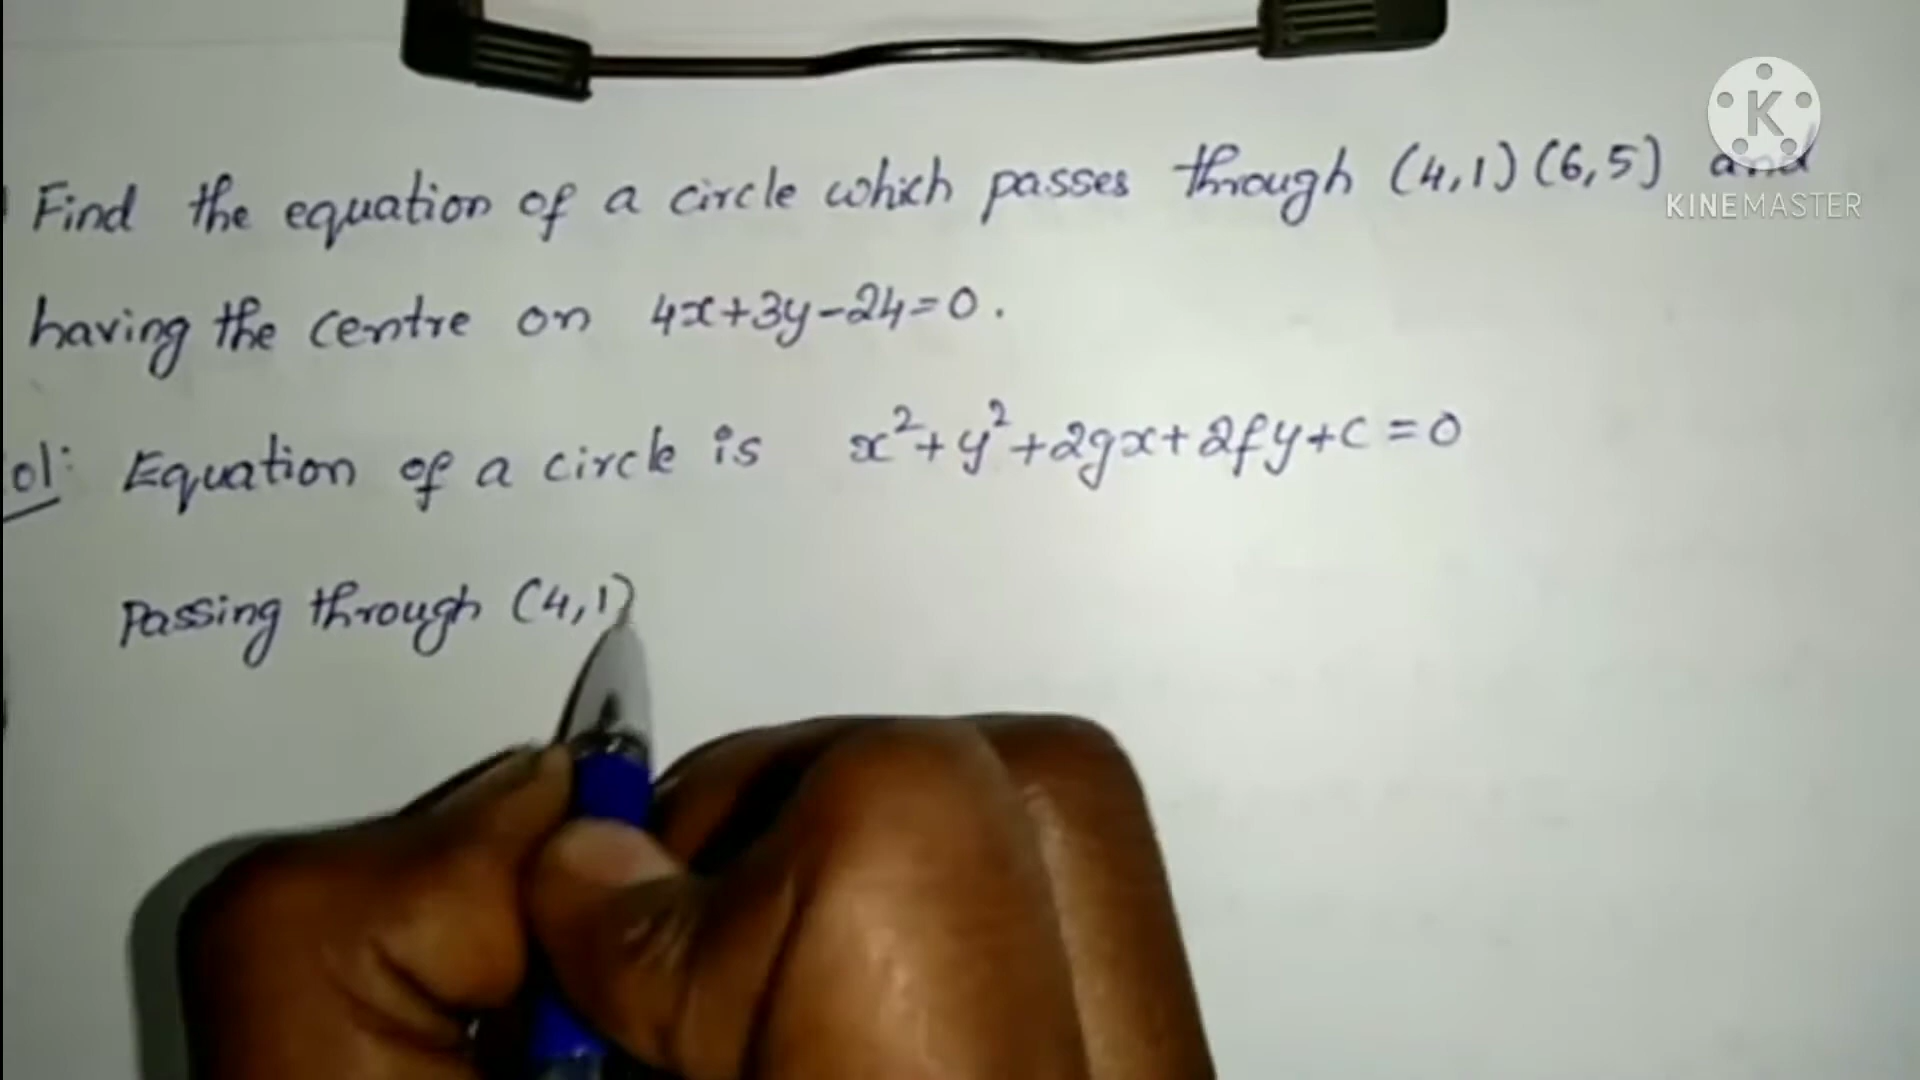 Find the equation of a circle which passes through (4,1) (6,5) and
having the centre on 4x+3y-24=0.
ol: Equation of a circle is x²+y²+2gx+2fy+c=0
Passing through (4,1)
K
KINEMASTER